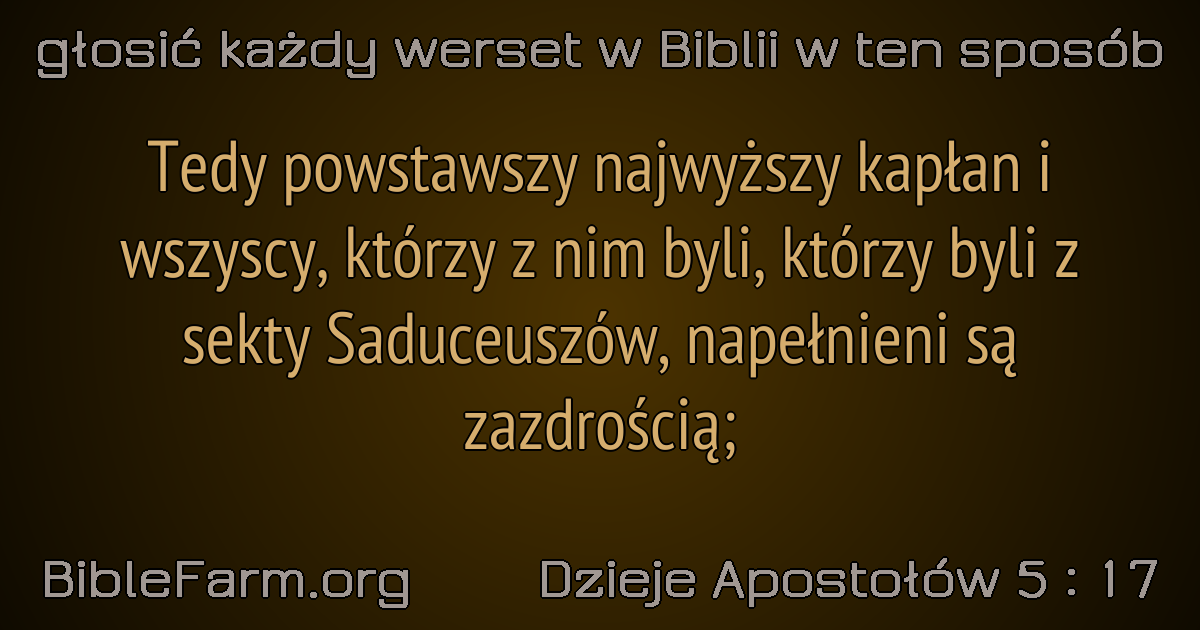 głosić każdy werset w Biblii w ten sposób
Tedy powstawszy najwyższy kapłan i
wszyscy, którzy z nim byli, którzy byli z
sekty Saduceuszów, napełnieni są
zazdrością;
BibleFarm.org
Dzieje Apostołów 5 : 17